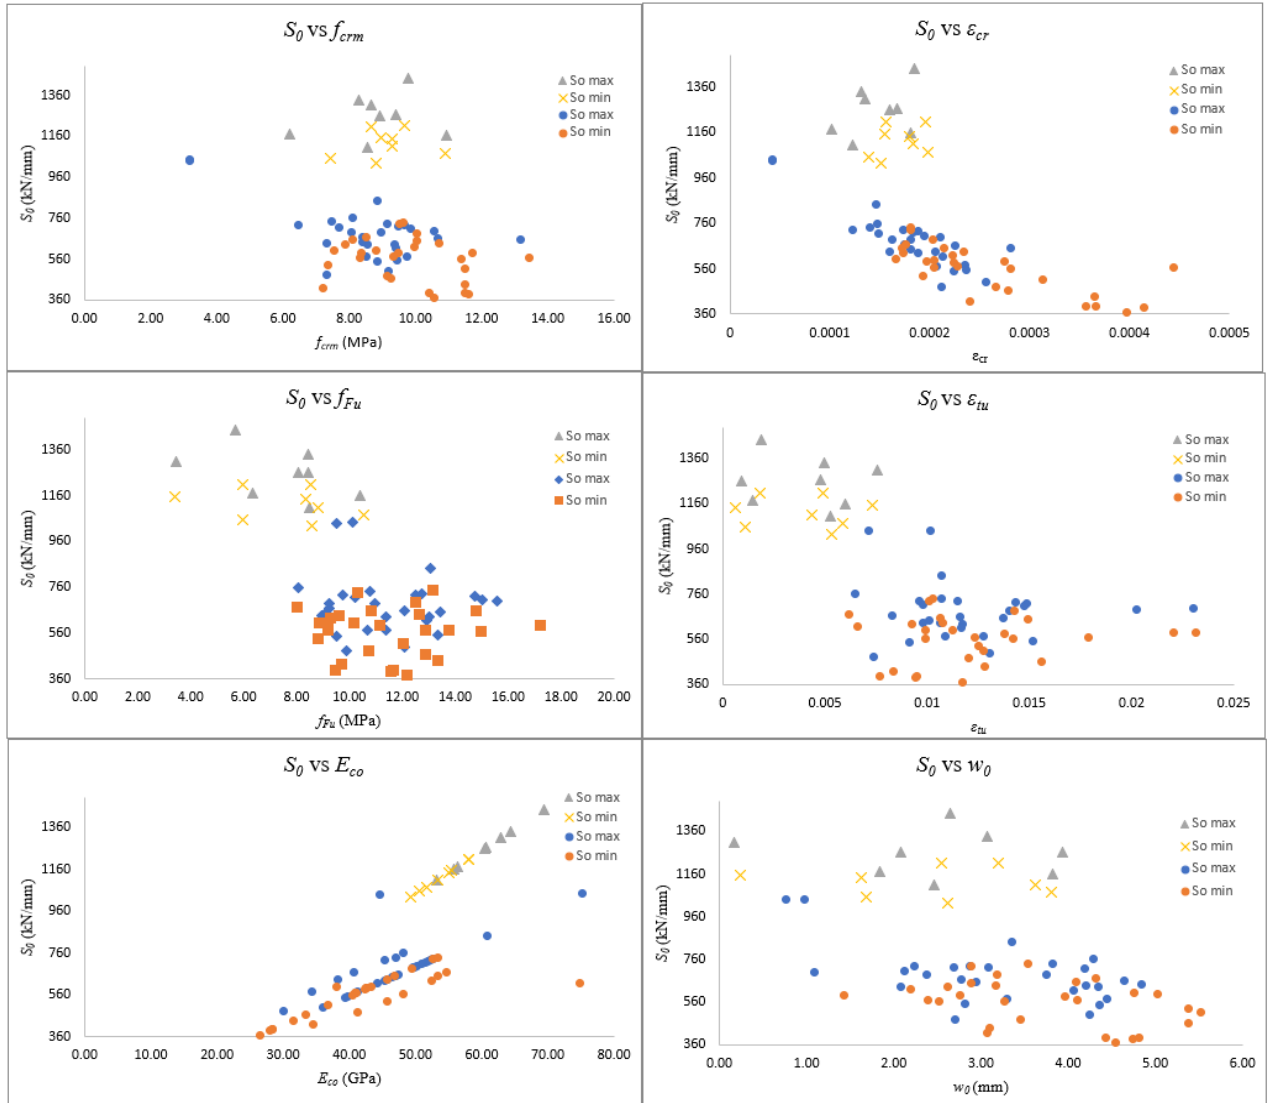 S0 vs fcrm
S0 (kN/mm)
1360
1160
960
760
560
360
0.00 2.00 4.00 6.00 8.00 10.00 12.00 14.00 16.00
fcrm (MPa)
So max
So min
So max
So min
S0 vs εcr
S0 (kN/mm)
1360
1160
960
760
560
360
0 0.0001 0.0002 0.0003 0.0004 0.0005
εcr
So max
So min
So max
So min
S0 vs fFu
S0 (kN/mm)
1360
1160
960
760
560
360
0.00 2.00 4.00 6.00 8.00 10.00 12.00 14.00 16.00 18.00 20.00
fFu (MPa)
So max
So min
So max
So min
S0 vs εtu
S0 (kN/mm)
1360
1160
960
760
560
360
0 0.005 0.01 0.015 0.02 0.025
εtu
So max
So min
So max
So min
S0 vs Eco
S0 (kN/mm)
1360
1160
960
760
560
360
0.00 10.00 20.00 30.00 40.00 50.00 60.00 70.00 80.00
Eco (GPa)
So max
So min
So max
So min
S0 vs w0
S0 (kN/mm)
1360
1160
960
760
560
360
0.00 1.00 2.00 3.00 4.00 5.00 6.00
w0 (mm)
So max
So min
So max
So min